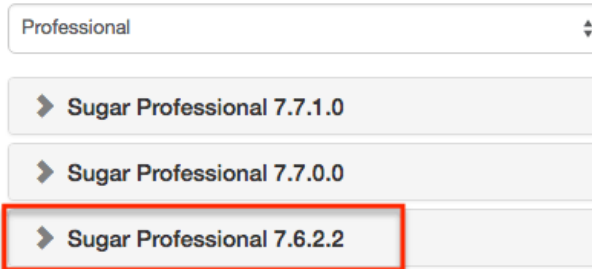 Professional
Sugar Professional 7.7.1.0
Sugar Professional 7.7.0.0
Sugar Professional 7.6.2.2